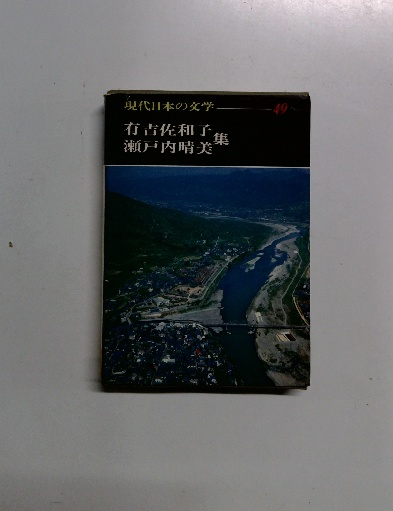 現代日本の文学 49
有吉佐和子
瀬戸内晴美
集